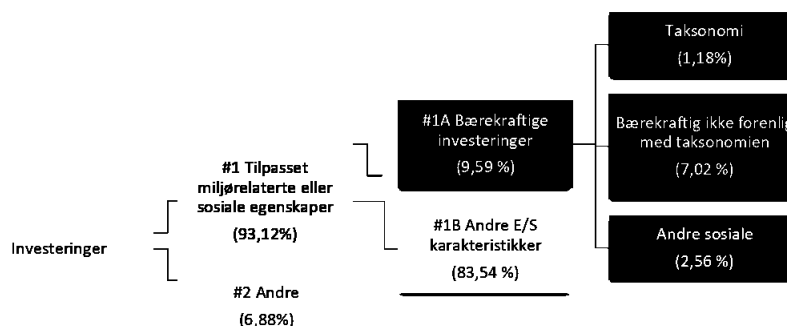 Investeringer
#1 Tilpasset
miljørelaterte eller
sosiale egenskaper
(93,12%)
#2 Andre
(6,88%)
#1A Bærekraftige
investeringer
(9,59 %)
#1B Andre E/S
karakteristikker
(83,54 %)
Taksonomi
(1,18%)
Bærekraftig ikke forenlig
med taksonomien
(7,02 %)
Andre sosiale
(2,56 %)